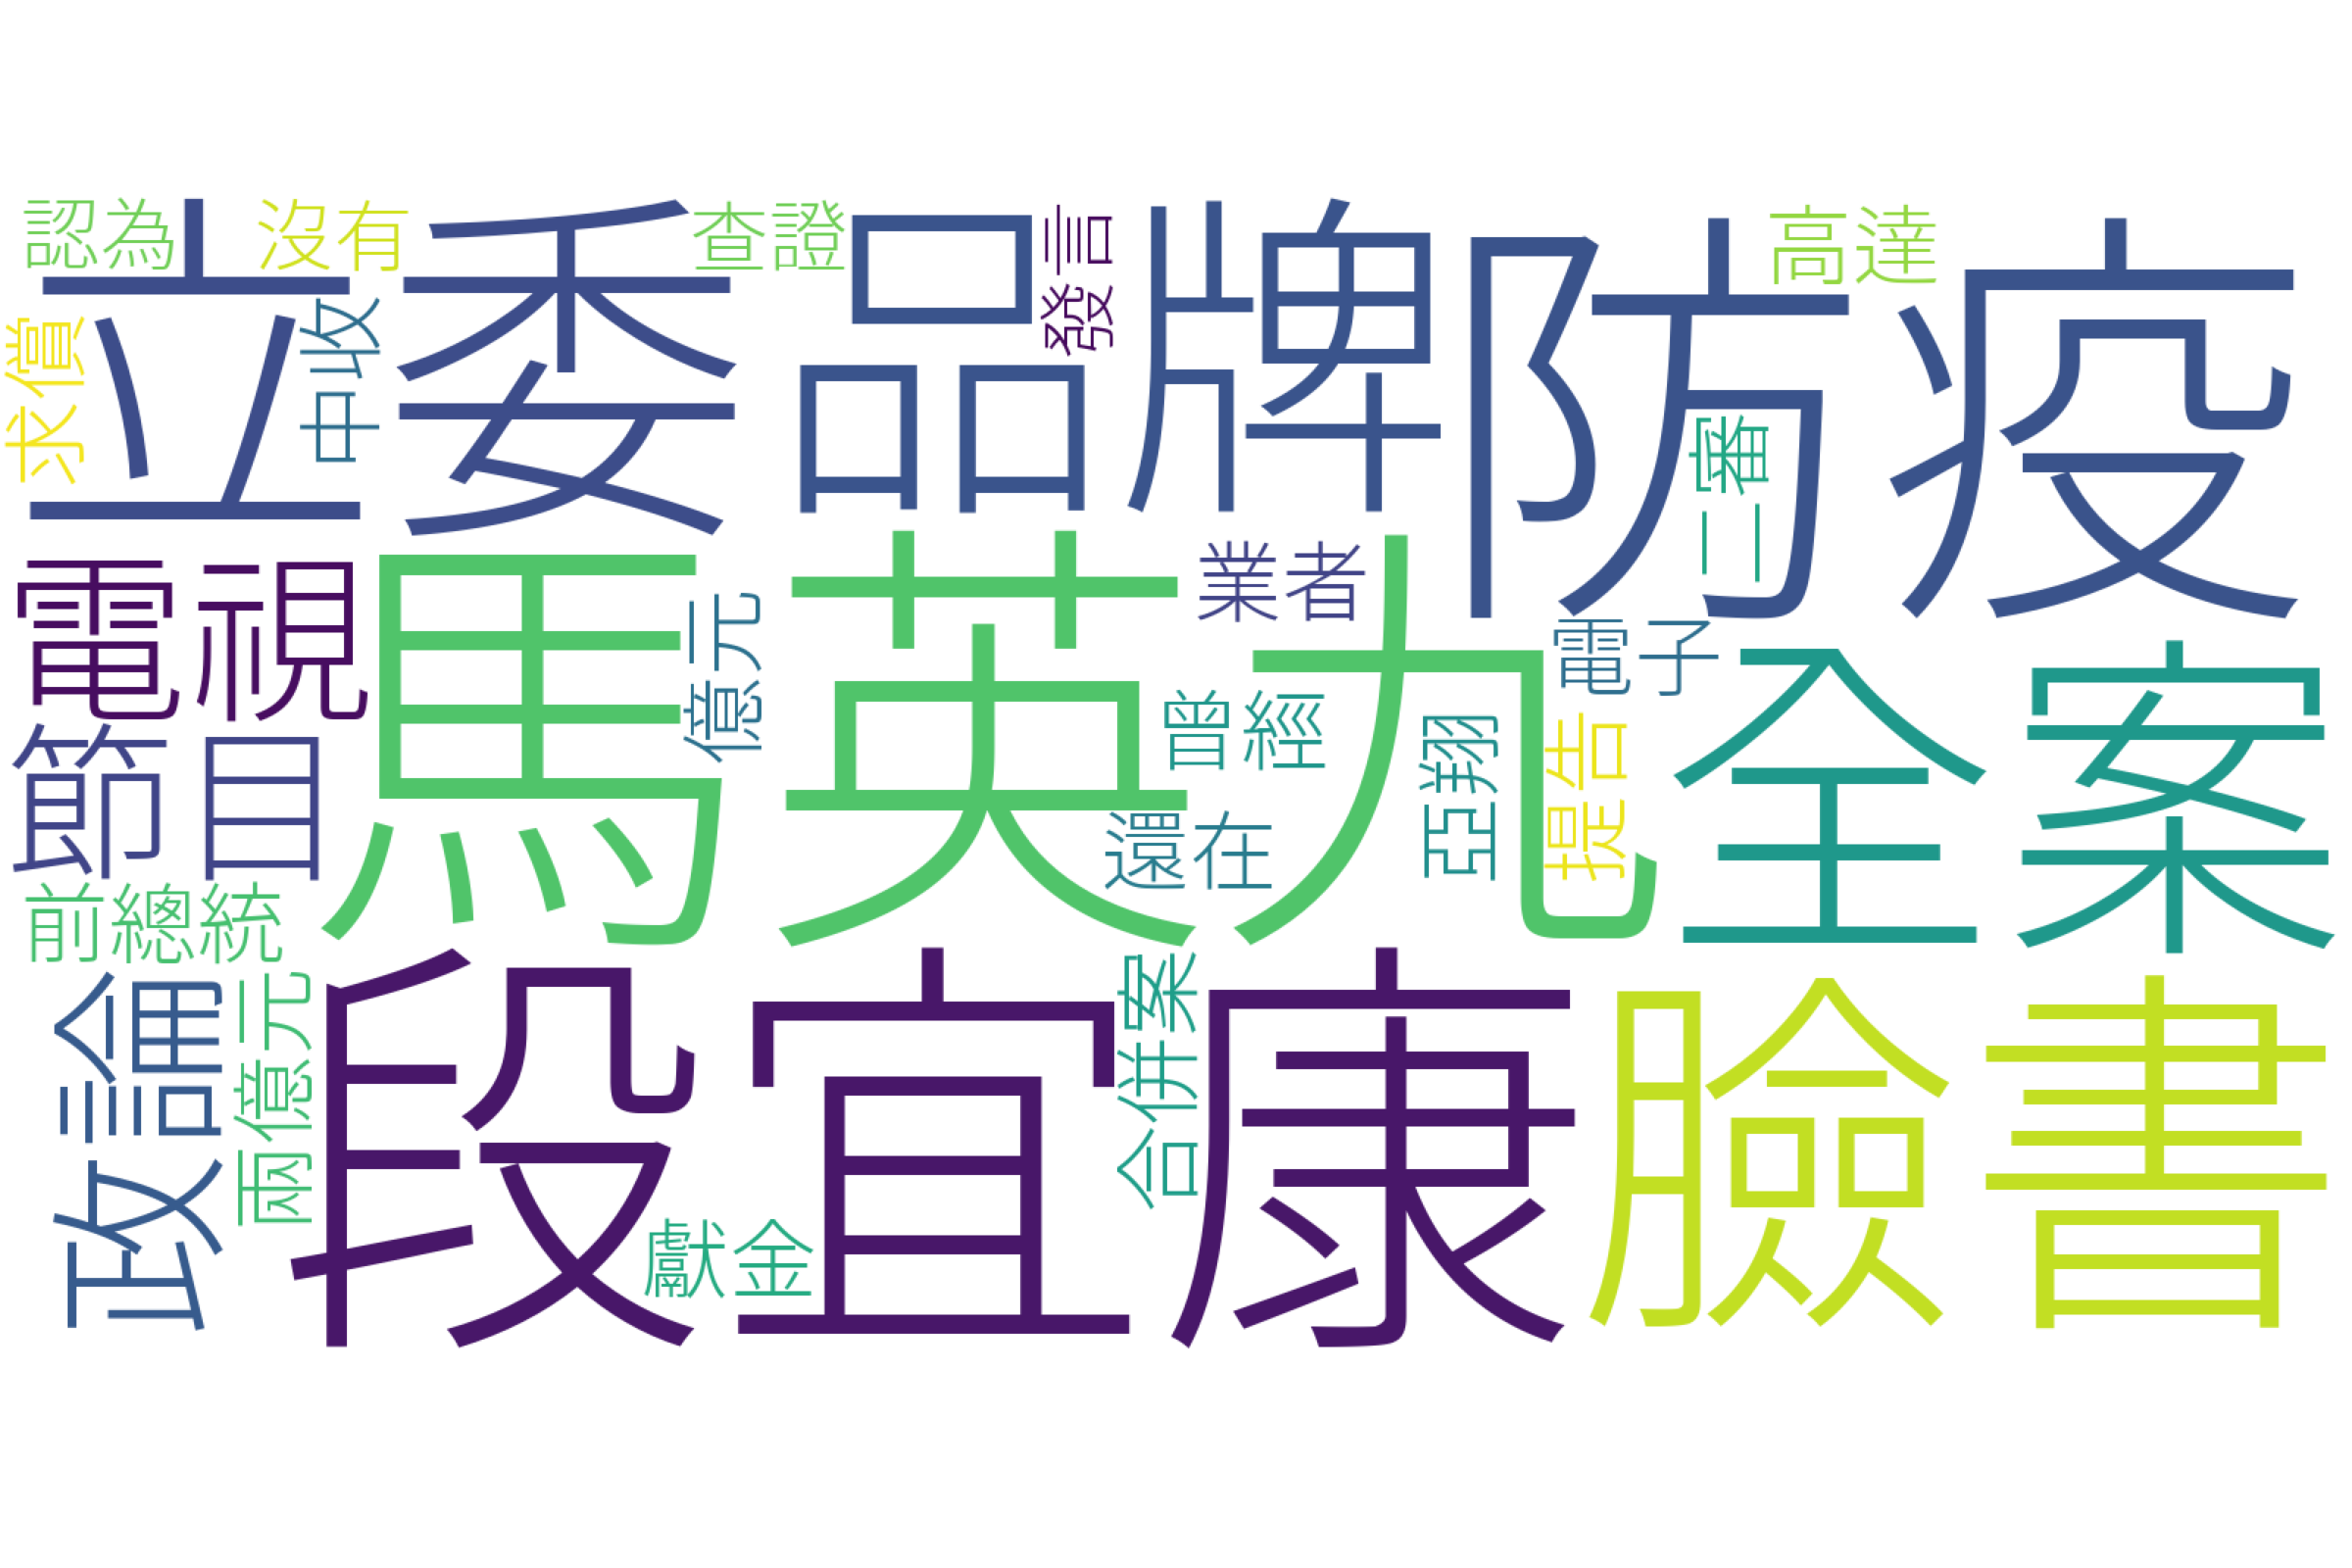 認為
沒有
立委
查證
品牌
發言
防疫
高達
求償
中收
二審
電視
馬英九
億元
業者
電子
全案
節目
曾經
亞翔
提告
還在
前總統
政論
兩億元
段宜康
合併案
臉書
獻金